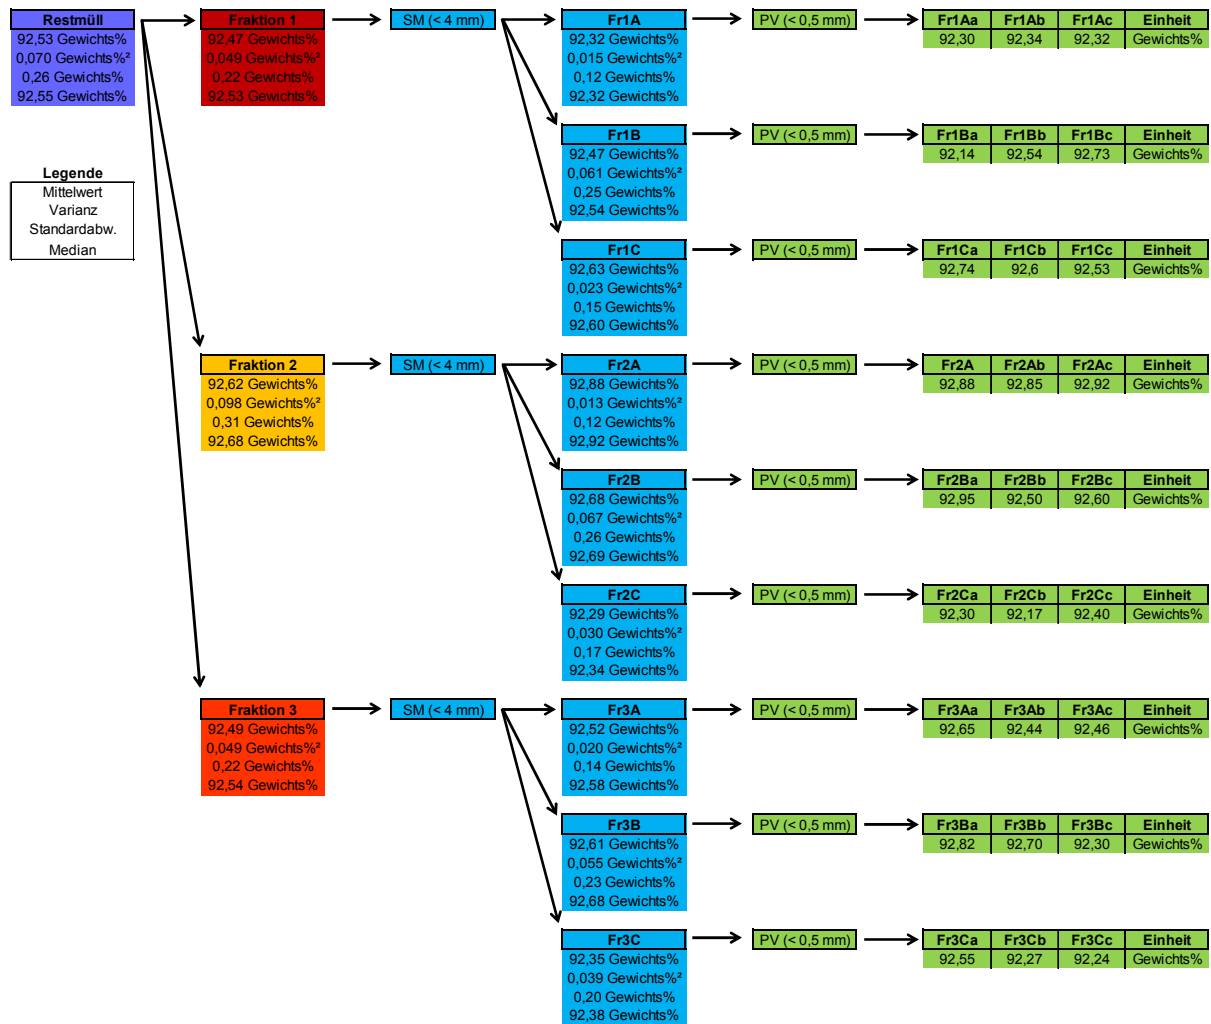 Restmüll
92,53 Gewichts%
0,070 Gewichts%²
0,26 Gewichts%
92,55 Gewichts%
Legende
Mittelwert
Varianz
Standardabw.
Median
Fraktion 1
92,47 Gewichts%
0,049 Gewichts%²
0,22 Gewichts%
92,53 Gewichts%
SM (< 4 mm)
Fr1A
92,32 Gewichts%
0,015 Gewichts%²
0,12 Gewichts%
92,32 Gewichts%
PV (< 0,5 mm)
Fr1Aa Fr1Ab Fr1Ac Einheit
92,30 92,34 92,32 Gewichts%
Fr1B
92,47 Gewichts%
0,061 Gewichts%²
0,25 Gewichts%
92,54 Gewichts%
PV (< 0,5 mm)
Fr1Ba Fr1Bb Fr1Bc Einheit
92,14 92,54 92,73 Gewichts%
Fr1C
92,63 Gewichts%
0,023 Gewichts%²
0,15 Gewichts%
92,60 Gewichts%
PV (< 0,5 mm)
Fr1Ca Fr1Cb Fr1Cc Einheit
92,74 92,6 92,53 Gewichts%
Fraktion 2
92,62 Gewichts%
0,098 Gewichts%²
0,31 Gewichts%
92,68 Gewichts%
SM (< 4 mm)
Fr2A
92,88 Gewichts%
0,013 Gewichts%²
0,12 Gewichts%
92,92 Gewichts%
PV (< 0,5 mm)
Fr2A Fr2Ab Fr2Ac Einheit
92,88 92,85 92,92 Gewichts%
Fr2B
92,68 Gewichts%
0,067 Gewichts%²
0,26 Gewichts%
92,69 Gewichts%
PV (< 0,5 mm)
Fr2Ba Fr2Bb Fr2Bc Einheit
92,95 92,50 92,60 Gewichts%
Fr2C
92,29 Gewichts%
0,030 Gewichts%²
0,17 Gewichts%
92,34 Gewichts%
PV (< 0,5 mm)
Fr2Ca Fr2Cb Fr2Cc Einheit
92,30 92,17 92,40 Gewichts%
Fraktion 3
92,49 Gewichts%
0,049 Gewichts%²
0,22 Gewichts%
92,54 Gewichts%
SM (< 4 mm)
Fr3A
92,52 Gewichts%
0,020 Gewichts%²
0,14 Gewichts%
92,58 Gewichts%
PV (< 0,5 mm)
Fr3Aa Fr3Ab Fr3Ac Einheit
92,65 92,44 92,46 Gewichts%
Fr3B
92,61 Gewichts%
0,055 Gewichts%²
0,23 Gewichts%
92,68 Gewichts%
PV (< 0,5 mm)
Fr3Ba Fr3Bb Fr3Bc Einheit
92,82 92,70 92,30 Gewichts%
Fr3C
92,35 Gewichts%
0,039 Gewichts%²
0,20 Gewichts%
92,38 Gewichts%
PV (< 0,5 mm)
Fr3Ca Fr3Cb Fr3Cc Einheit
92,55 92,27 92,24 Gewichts%